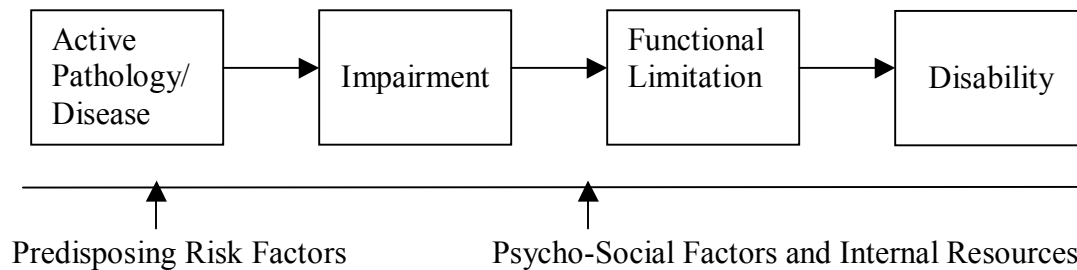 Active
Pathology/
Disease
Impairment
Functional
Limitation
Disability
Predisposing Risk Factors
Psycho-Social Factors and Internal Resources